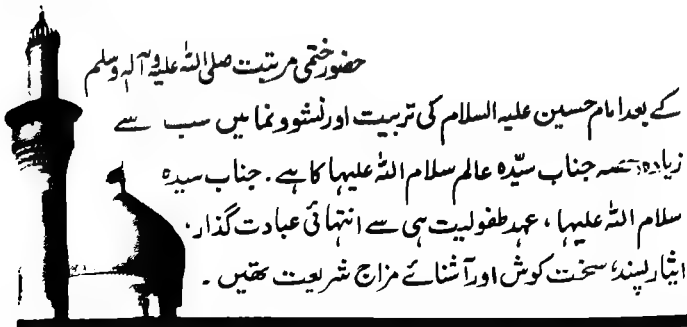 حضور ختمی مرتبت صلی اللہ علیہ وآلہ وسلم
کے بعد امام حسین علیہ السلام کی تربیت اور نشوونما میں سب سے
زیادہ حصہ جناب سیّدہ عالم سلام اللہ علیہا کا ہے ۔ جناب سیدہ
سلام اللہ علیہا ، عہد طفولیت ہی سے انتہائی عبادت گذار ،
ایثار پسند، سخت کوش اور آشنائے مزاج شریعت تھیں ۔